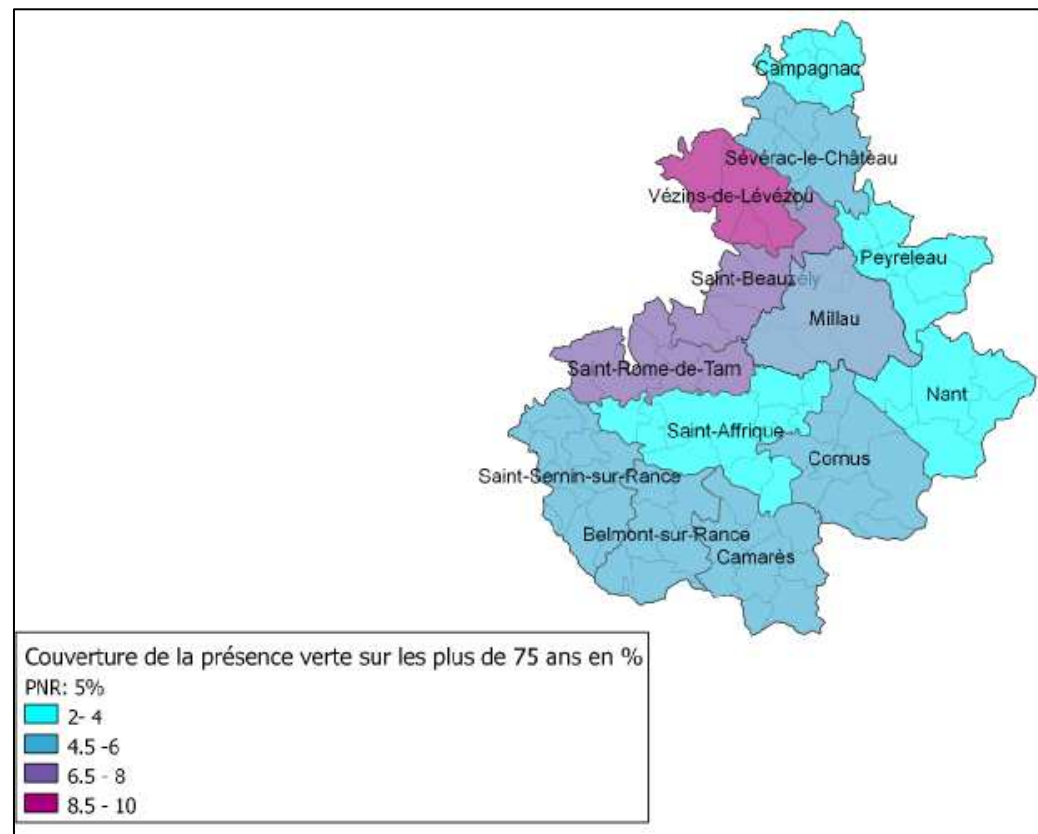 Campagnac
Sévérac-le-Château
Vézins-de-Lévézou
Peyreleau
Saint-Beauzély
Millau
Saint-Rome-de-Tarn
Nant
Saint-Affrique
Cornus
Saint-Sernin-sur-Rance
Belmont-sur-Rance
Camarès
Couverture de la présence verte sur les plus de 75 ans en %
PNR: 5%
2- 4
4.5 -6
6.5 - 8
8.5 - 10